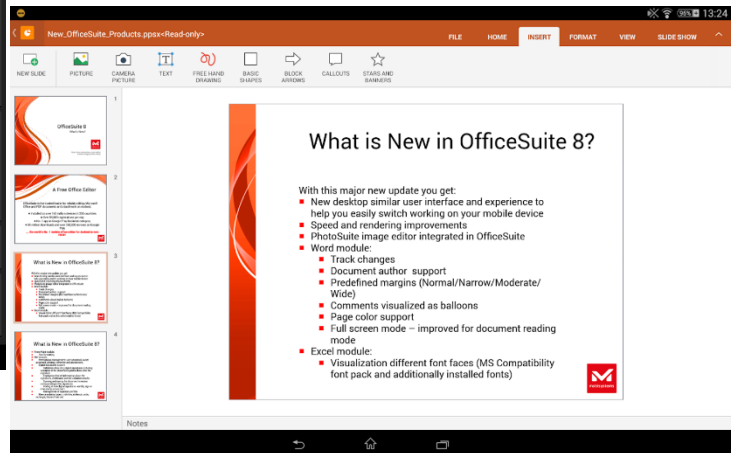 98% 13:24
New_OfficeSuite_Products.ppsx<Read-only>
FILE HOME INSERT FORMAT VIEW SLIDE SHOW
NEW SLIDE
PICTURE
CAMERA
PICTURE
TEXT
FREE HAND
DRAWING
BASIC
SHAPES
BLOCK
ARROWS
CALLOUTS
STARS AND
BANNERS
1
OfficeSuite 8
2
A Free Office Editor
3
What is New in OfficeSuite 8?
4
What is New in OfficeSuite 8?
What is New in OfficeSuite 8?
With this major new update you get:
New desktop similar user interface and experience to
help you easily switch working on your mobile device
Speed and rendering improvements
PhotoSuite image editor integrated in OfficeSuite
Word module:
Track changes
Document author support
Predefined margins (Normal/Narrow/Moderate/
Wide)
Comments visualized as balloons
Page color support
Full screen mode – improved for document reading
mode
Excel module:
Visualization different font faces (MS Compatibility
font pack and additionally installed fonts)
mobisystems
Notes